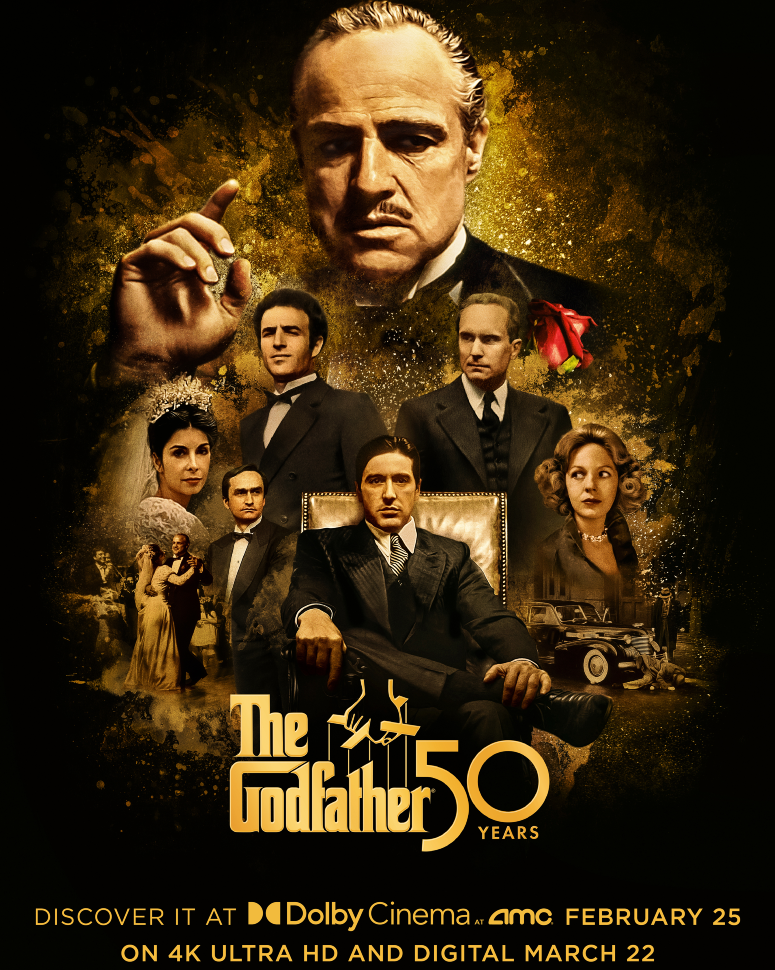 The
Godfather® 50
YEARS
DISCOVER IT AT Dolby Cinema AT amc FEBRUARY 25
ON 4K ULTRA HD AND DIGITAL MARCH 22